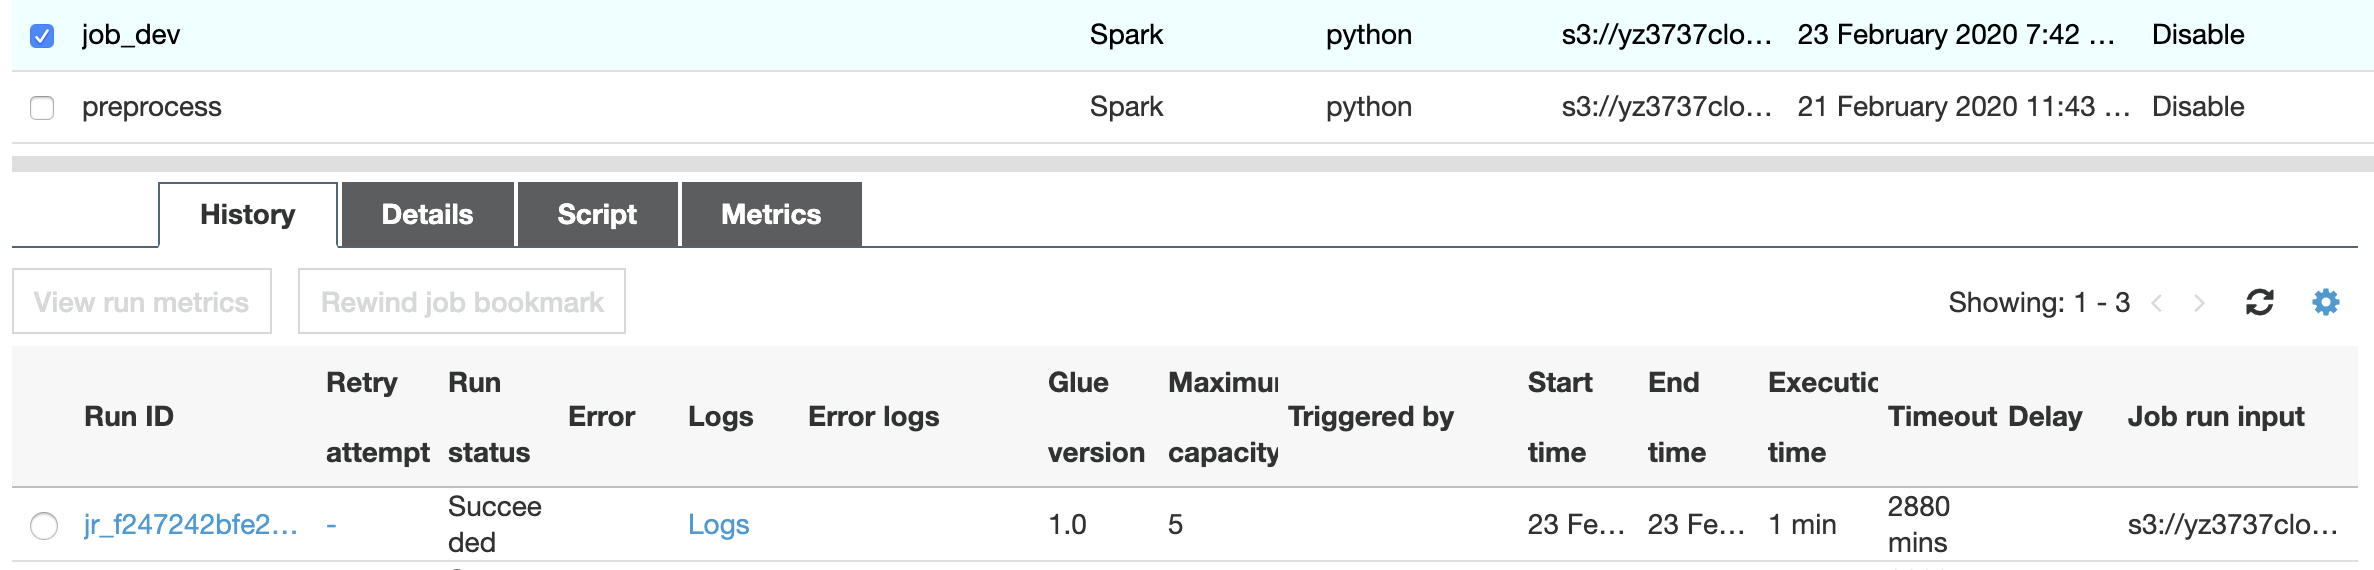 job_dev Spark python s3://yz3737clo... 23 February 2020 7:42 ... Disable
preprocess Spark python s3://yz3737clo... 21 February 2020 11:43 ... Disable
History Details Script Metrics
View run metrics Rewind job bookmark Showing: 1 - 3 < >
Run ID Retry attempt Run status Error Logs Error logs Glue version Maximu capacity Triggered by Start time End time Executio time Timeout Delay Job run input
jr_f247242bfe2... - Succeeded Logs 1.0 5 23 Fe... 23 Fe... 1 min 2880 mins s3://yz3737clo...